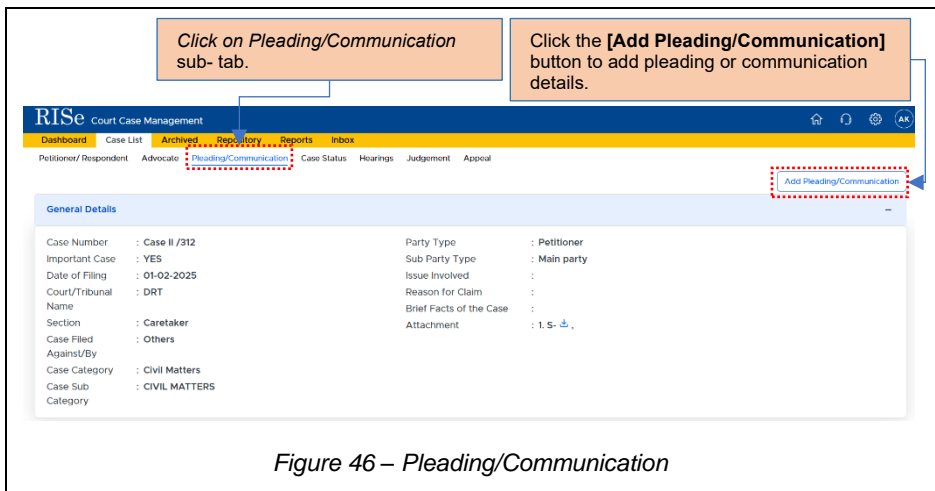 Click on Pleading/Communication
sub- tab.
Click the [Add Pleading/Communication]
button to add pleading or communication
details.
RISe Court Case Management
AK
Dashboard Case List Archived Repository Reports Inbox
Petitioner/ Respondent Advocate Pleading/Communication Case Status Hearings Judgement Appeal
Add Pleading/Communication
General Details –
Case Number : Case II /312
Important Case : YES
Date of Filing : 01-02-2025
Court/Tribunal Name : DRT
Section : Caretaker
Case Filed Against/By : Others
Case Category : Civil Matters
Case Sub Category : CIVIL MATTERS
Party Type : Petitioner
Sub Party Type : Main party
Issue Involved :
Reason for Claim :
Brief Facts of the Case :
Attachment : 1. S- ,
Figure 46 – Pleading/Communication